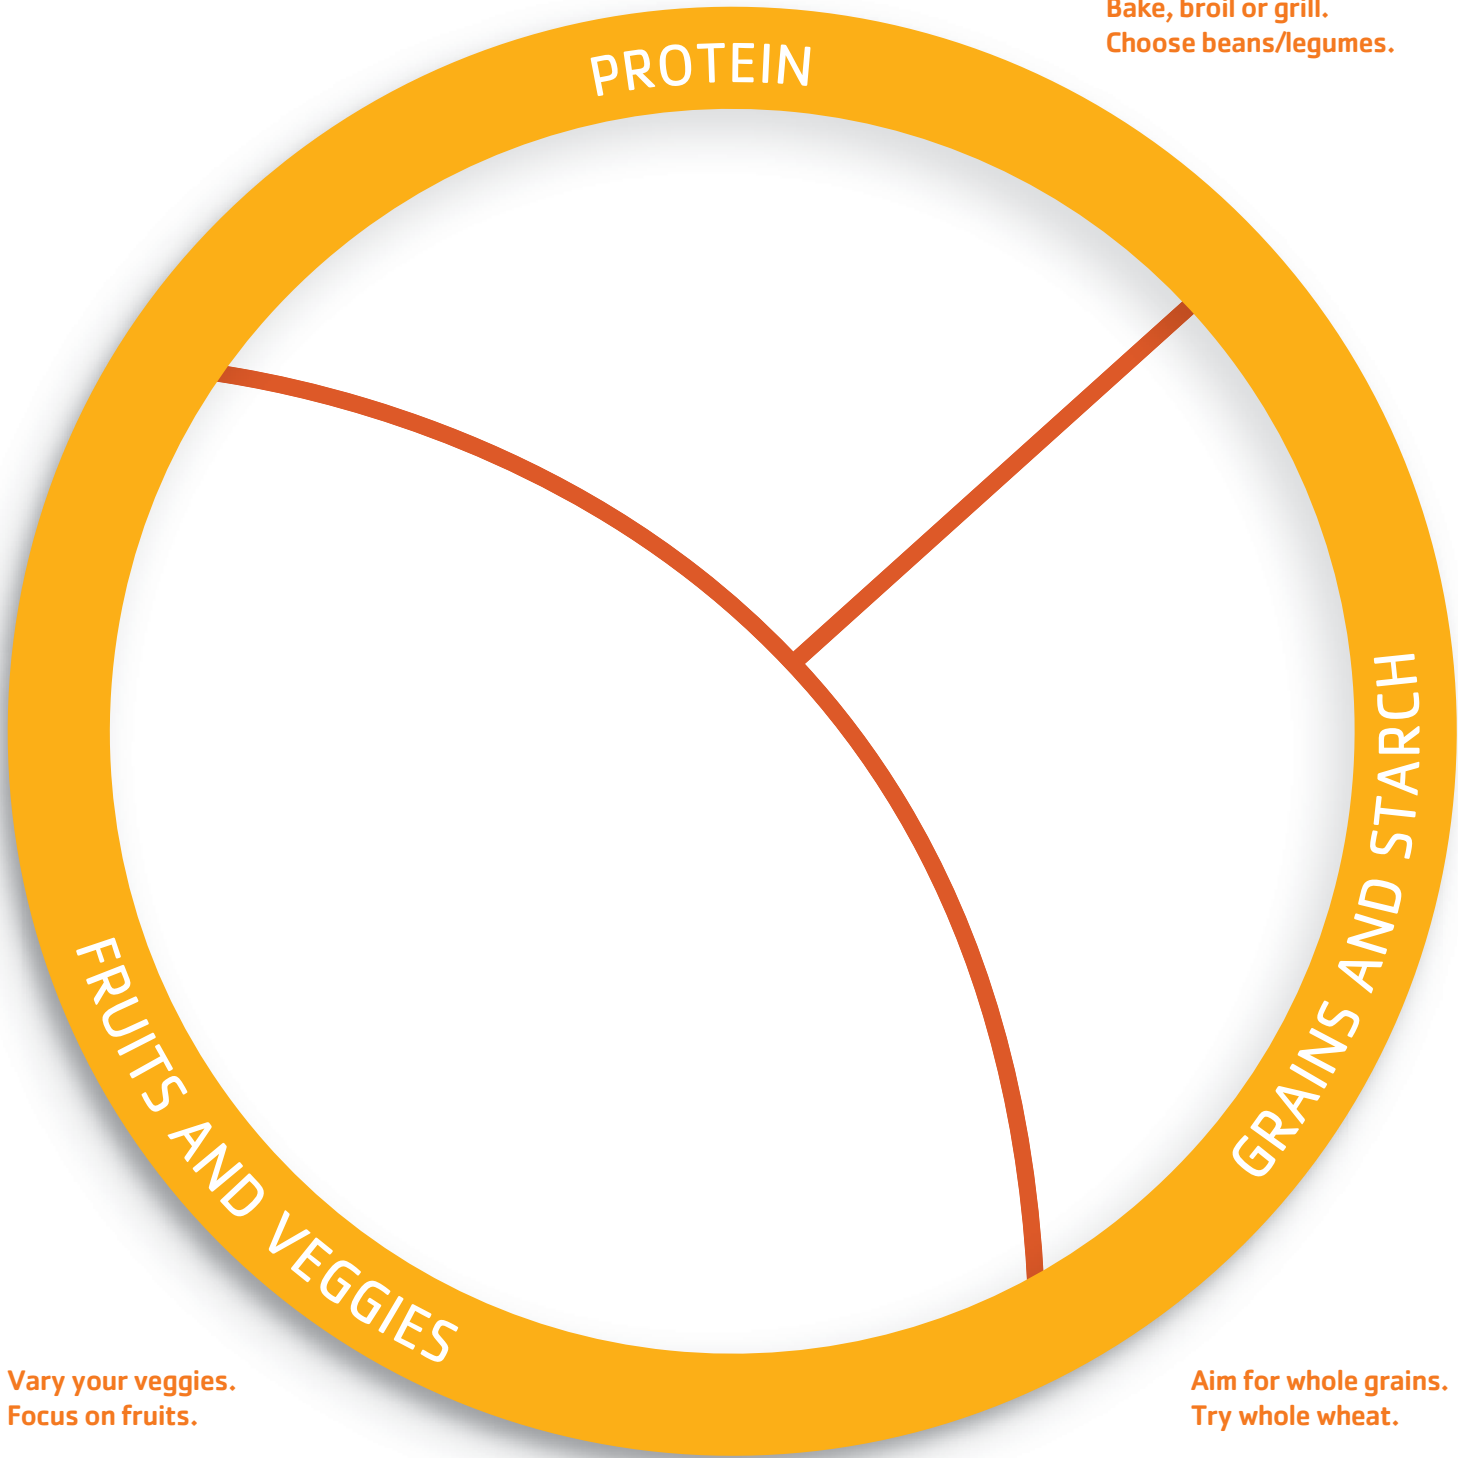 Bake, broil or grill.
Choose beans/legumes.
PROTEIN
GRAINS AND STARCH
FRUITS AND VEGGIES
Vary your veggies.
Focus on fruits.
Aim for whole grains.
Try whole wheat.